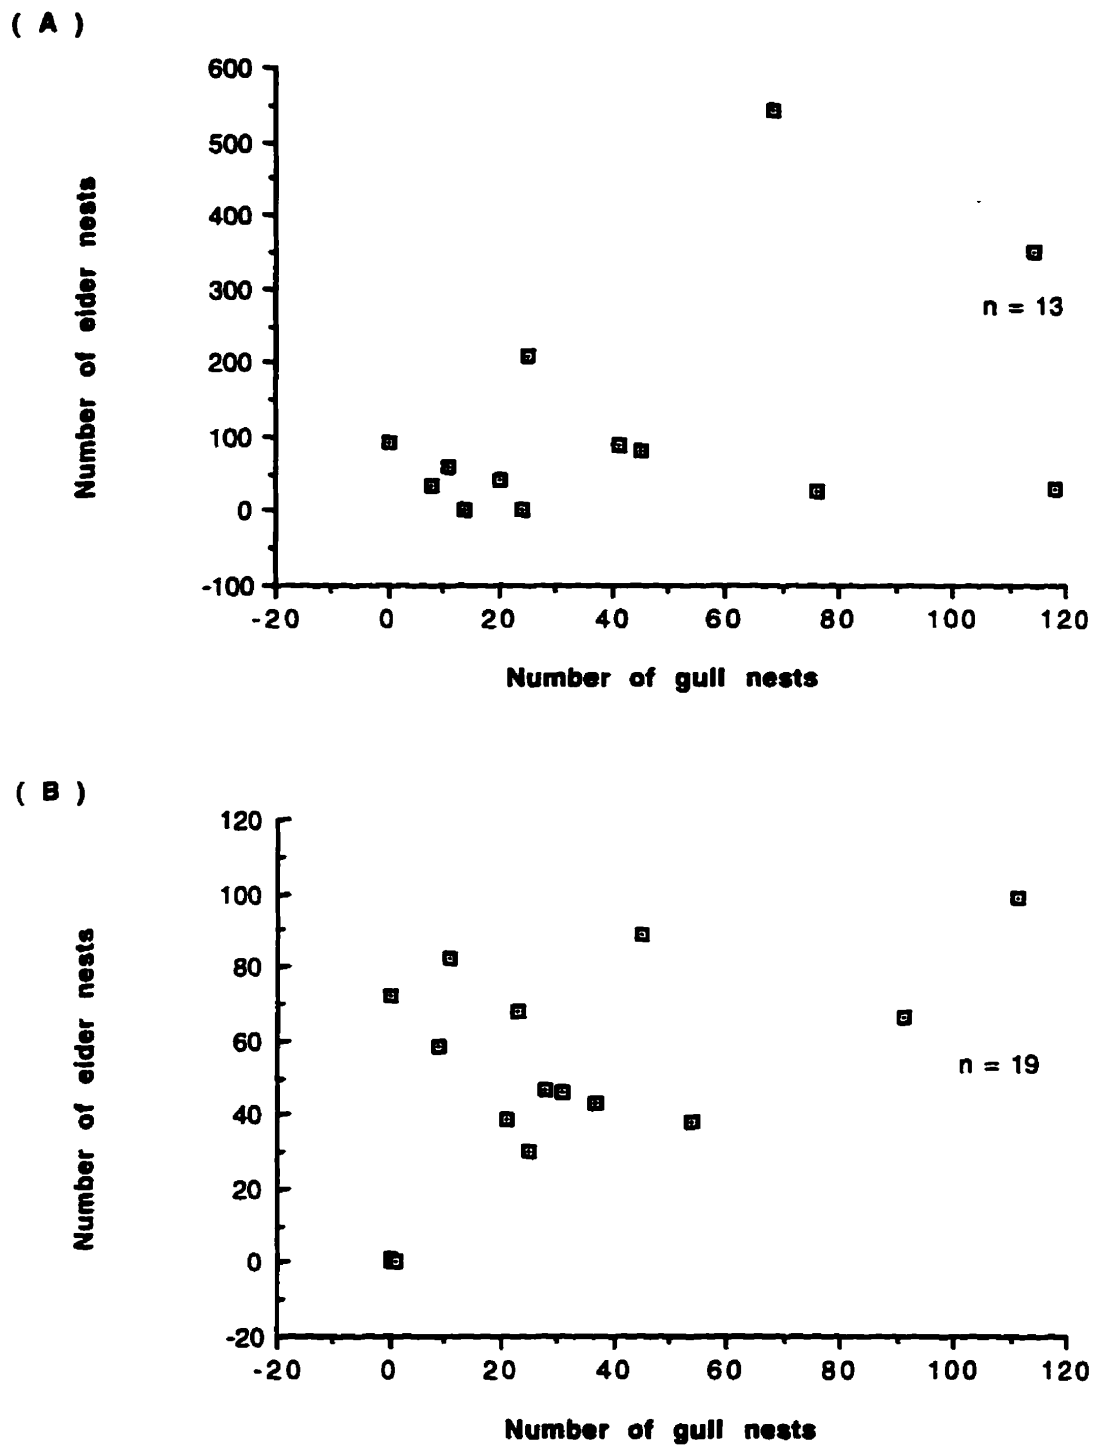 ( A )
600
500
400
300
200
100
0
-100
Number of eider nests
n = 13
-20 0 20 40 60 80 100 120
Number of gull nests
( B )
120
100
80
60
40
20
0
-20
Number of eider nests
n = 19
-20 0 20 40 60 80 100 120
Number of gull nests